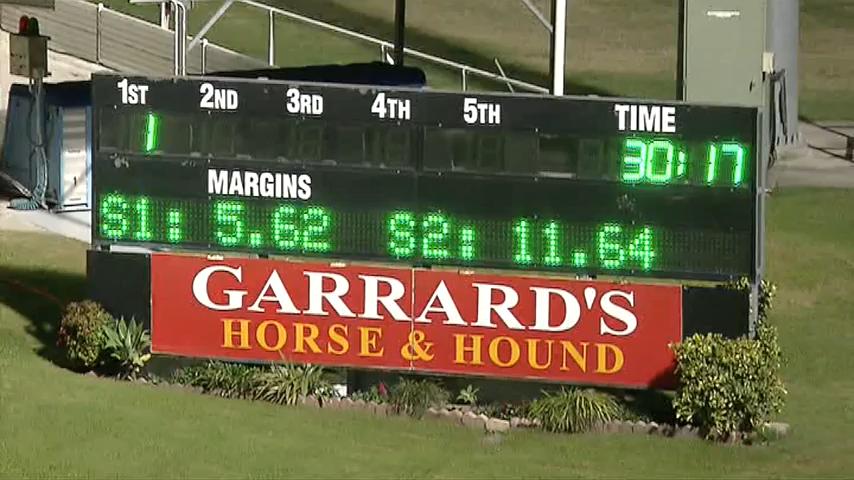 1ST 2ND 3RD 4TH 5TH TIME
1 30:17
MARGINS
S1: 5.62 S2: 11.64
GARRARD'S
HORSE & HOUND